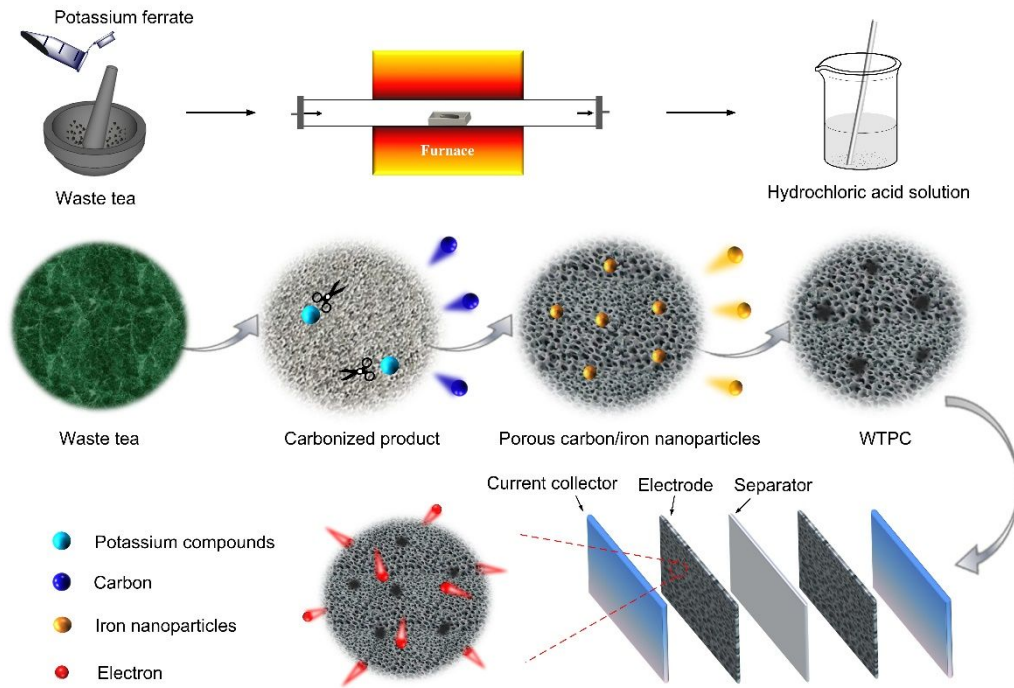 Potassium ferrate
Furnace
Waste tea
Hydrochloric acid solution
Waste tea
Carbonized product
Porous carbon/iron nanoparticles
WTPC
Current collector
Electrode
Separator
Potassium compounds
Carbon
Iron nanoparticles
Electron